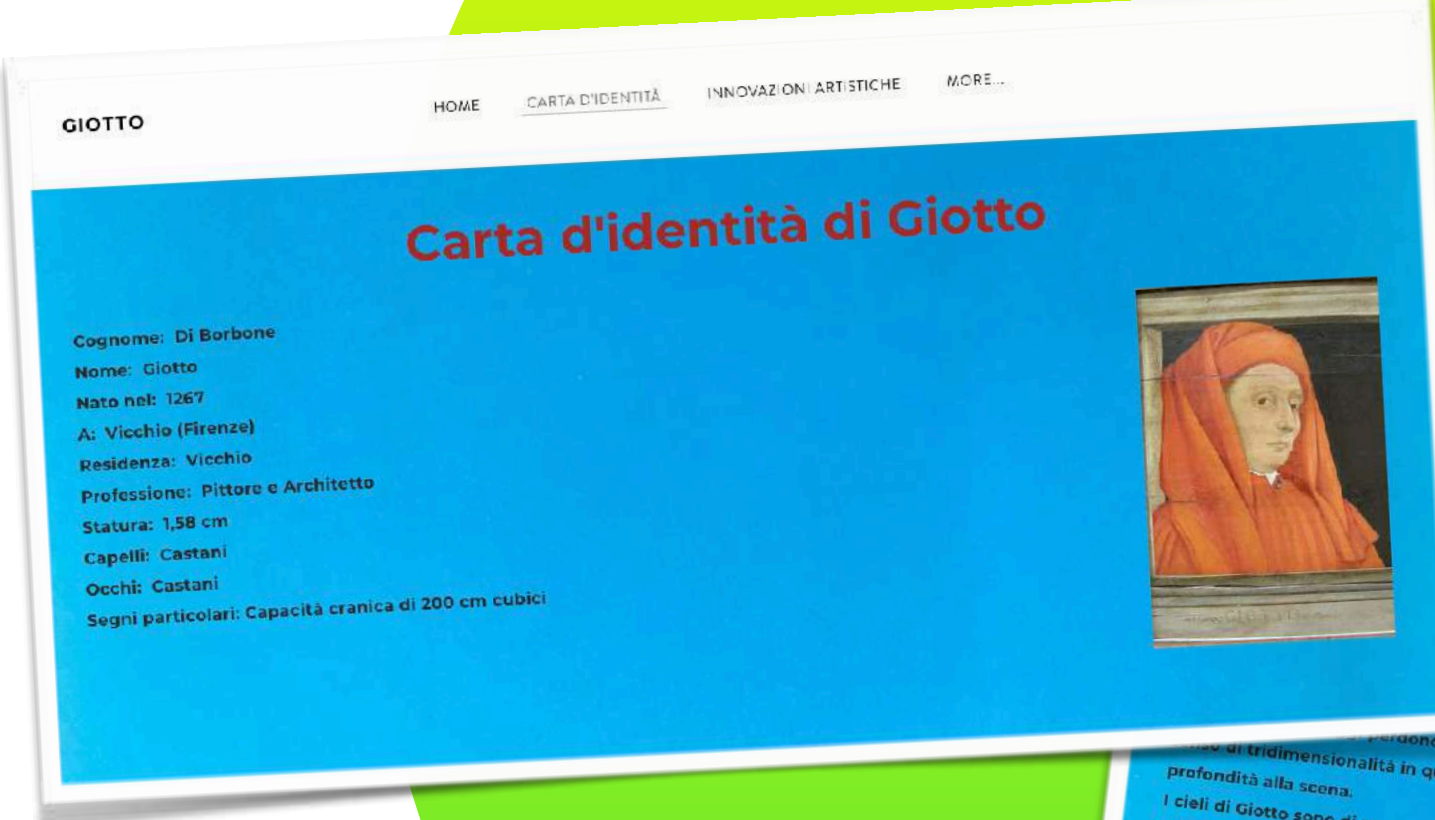 GIOTTO
HOME
CARTA D'IDENTITÀ
INNOVAZIONI ARTISTICHE
MORE...
Carta d'identità di Giotto
Cognome: Di Borbone
Nome: Giotto
Nato nel: 1267
A: Vicchio (Firenze)
Residenza: Vicchio
Professione: Pittore e Architetto
Statura: 1,58 cm
Capelli: Castani
Occhi: Castani
Segni particolari: Capacità cranica di 200 cm cubici
di tridimensionalità in
profondità alla scena.
I cieli di Giotto sono